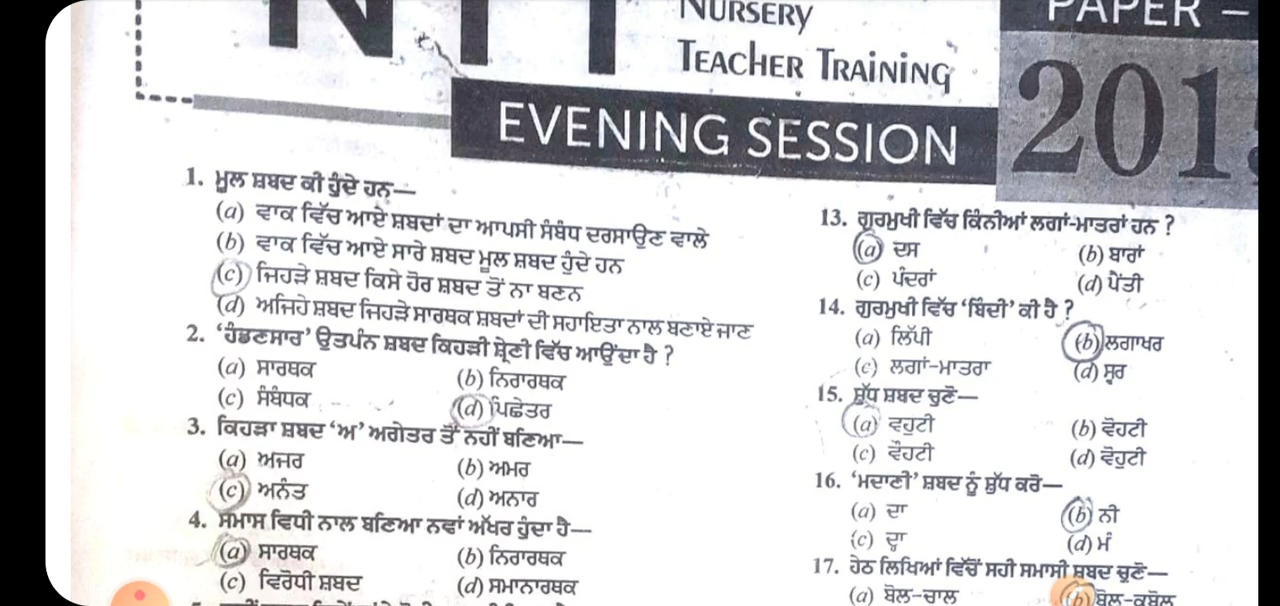 NTT
NURSERY
TEACHER TRAINING
PAPER –
201
EVENING SESSION
1. ਮੂਲ ਸ਼ਬਦ ਕੀ ਹੁੰਦੇ ਹਨ—
(a) ਵਾਕ ਵਿੱਚ ਆਏ ਸ਼ਬਦਾਂ ਦਾ ਆਪਸੀ ਸੰਬੰਧ ਦਰਸਾਉਣ ਵਾਲੇ
(b) ਵਾਕ ਵਿੱਚ ਆਏ ਸਾਰੇ ਸ਼ਬਦ ਮੂਲ ਸ਼ਬਦ ਹੁੰਦੇ ਹਨ
(c) ਜਿਹੜੇ ਸ਼ਬਦ ਕਿਸੇ ਹੋਰ ਸ਼ਬਦ ਤੋਂ ਨਾ ਬਣਨ
(d) ਅਜਿਹੇ ਸ਼ਬਦ ਜਿਹੜੇ ਸਾਰਥਕ ਸ਼ਬਦਾਂ ਦੀ ਸਹਾਇਤਾ ਨਾਲ ਬਣਾਏ ਜਾਣ
2. ‘ਹੰਡਣਸਾਰ’ ਉਤਪੰਨ ਸ਼ਬਦ ਕਿਹੜੀ ਸ਼੍ਰੇਣੀ ਵਿੱਚ ਆਉਂਦਾ ਹੈ ?
(a) ਸਾਰਥਕ (b) ਨਿਰਾਰਥਕ
(c) ਸੰਬੰਧਕ (d) ਪਿਛੇਤਰ
3. ਕਿਹੜਾ ਸ਼ਬਦ ‘ਅ’ ਅਗੇਤਰ ਤੋਂ ਨਹੀਂ ਬਣਿਆ—
(a) ਅਜਰ (b) ਅਮਰ
(c) ਅਨੰਤ (d) ਅਨਾਰ
4. ਸਮਾਸ ਵਿਧੀ ਨਾਲ ਬਣਿਆ ਨਵਾਂ ਅੱਖਰ ਹੁੰਦਾ ਹੈ—
(a) ਸਾਰਥਕ (b) ਨਿਰਾਰਥਕ
(c) ਵਿਰੋਧੀ ਸ਼ਬਦ (d) ਸਮਾਨਾਰਥਕ
13. ਗੁਰਮੁਖੀ ਵਿੱਚ ਕਿੰਨੀਆਂ ਲਗਾਂ-ਮਾਤਰਾਂ ਹਨ ?
(a) ਦਸ (b) ਬਾਰਾਂ
(c) ਪੰਦਰਾਂ (d) ਪੈਂਤੀ
14. ਗੁਰਮੁਖੀ ਵਿੱਚ ‘ਬਿੰਦੀ’ ਕੀ ਹੈ ?
(a) ਲਿੱਪੀ (b) ਲਗਾਖਰ
(c) ਲਗਾਂ-ਮਾਤਰਾ (d) ਸੁਰ
15. ਸ਼ੁੱਧ ਸ਼ਬਦ ਚੁਣੋ—
(a) ਵਹੁਟੀ (b) ਵੋਹਟੀ
(c) ਵੌਹਟੀ (d) ਵੋਹੁਟੀ
16. ‘ਮਦਾਣੀ’ ਸ਼ਬਦ ਨੂੰ ਸ਼ੁੱਧ ਕਰੋ—
(a) ਦਾ (b) ਨੀ
(c) ਦ੍ਹਾ (d) ਮੰ
17. ਹੇਠ ਲਿਖਿਆਂ ਵਿੱਚੋਂ ਸਹੀ ਸਮਾਸੀ ਸ਼ਬਦ ਚੁਣੋ—
(a) ਬੋਲ-ਚਾਲ (b) ਬੋਲ-ਕਬੋਲ